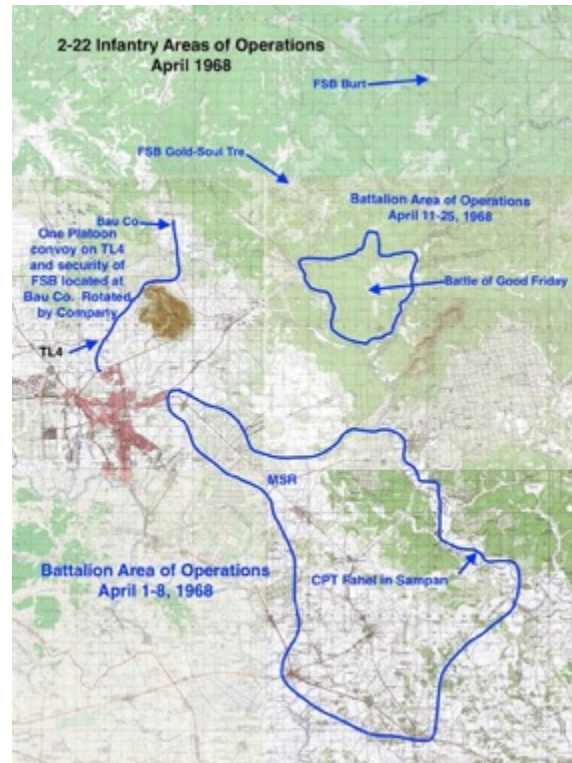 2-22 Infantry Areas of Operations
April 1968
FSB Burt
FSB Gold-Soui Tre
Battalion Area of Operations
April 11-25, 1968
Bau Co
One Platoon
convoy on TL4
and security of
FSB located at
Bau Co. Rotated
by Company
Battle of Good Friday
TL4
MSR
CPT Fahel in Sampan
Battalion Area of Operations
April 1-8, 1968